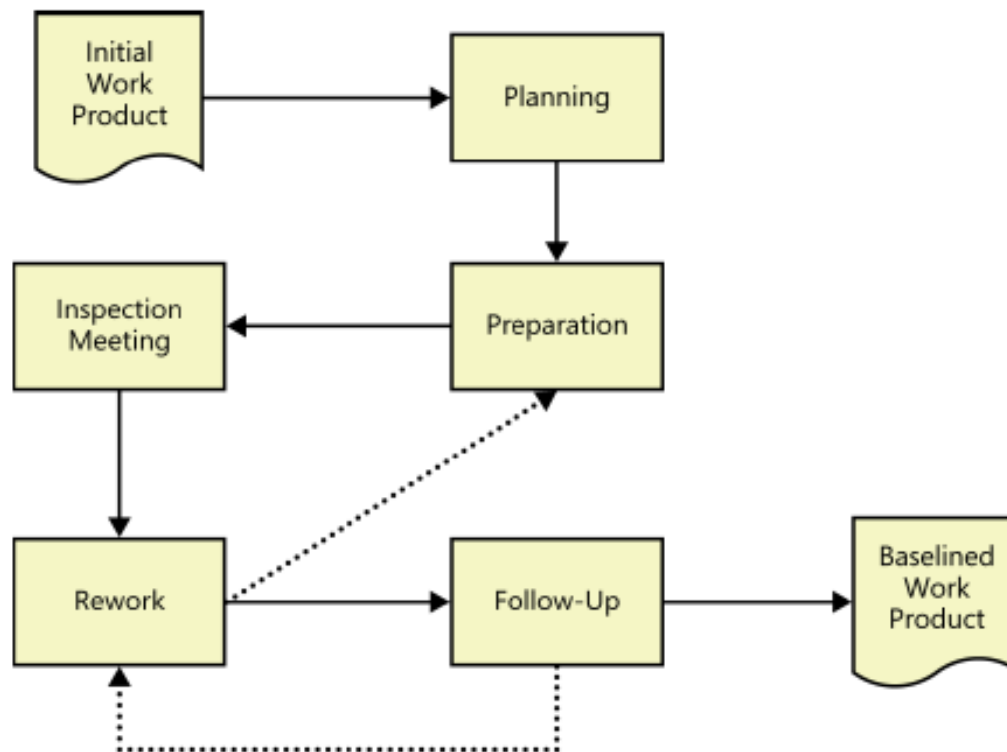 Initial
Work
Product
Planning
Inspection
Meeting
Preparation
Rework
Follow-Up
Baselined
Work
Product